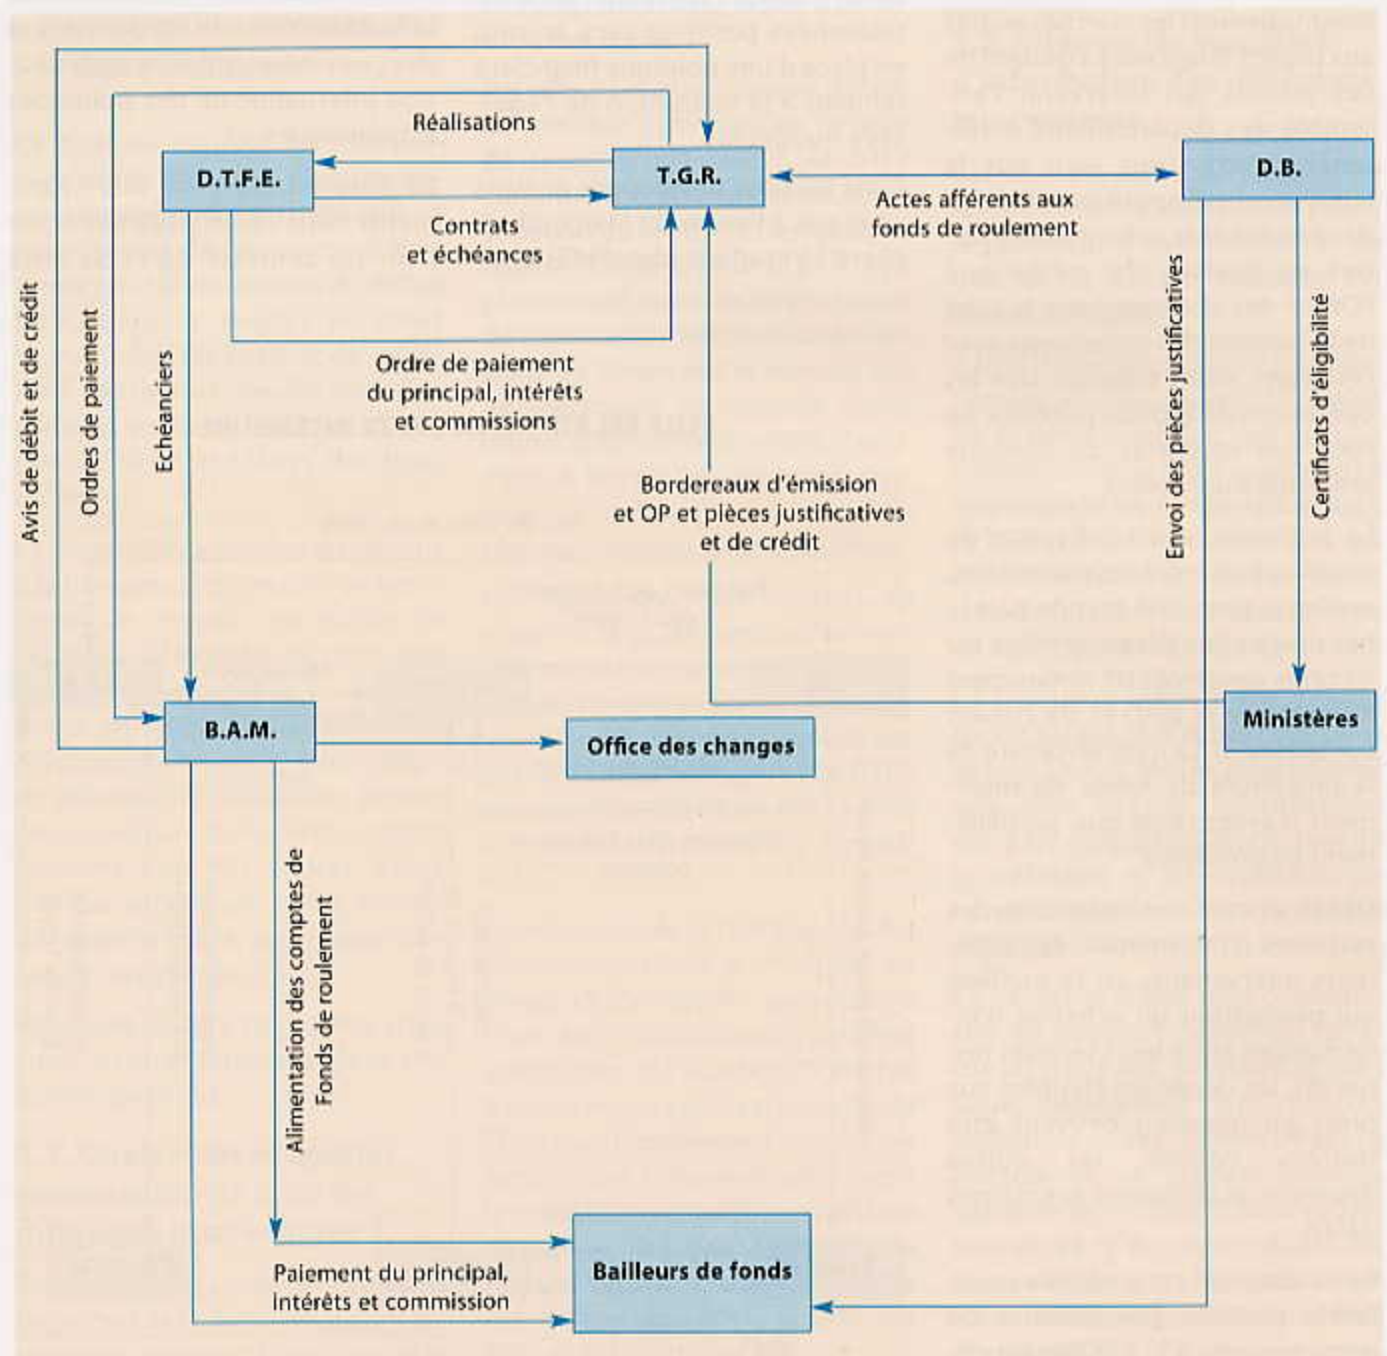 Réalisations
D.T.F.E.
T.G.R.
D.B.
Contrats
et échéances
Actes afférents aux
fonds de roulement
Avis de débit et de crédit
Ordres de paiement
Echéanciers
Ordre de paiement
du principal, intérêts
et commissions
Envoi des pièces justificatives
Certificats d'éligibilité
Bordereaux d'émission
et OP et pièces justificatives
et de crédit
B.A.M.
Office des changes
Ministères
Alimentation des comptes de
Fonds de roulement
Paiement du principal,
intérêts et commission
Bailleurs de fonds